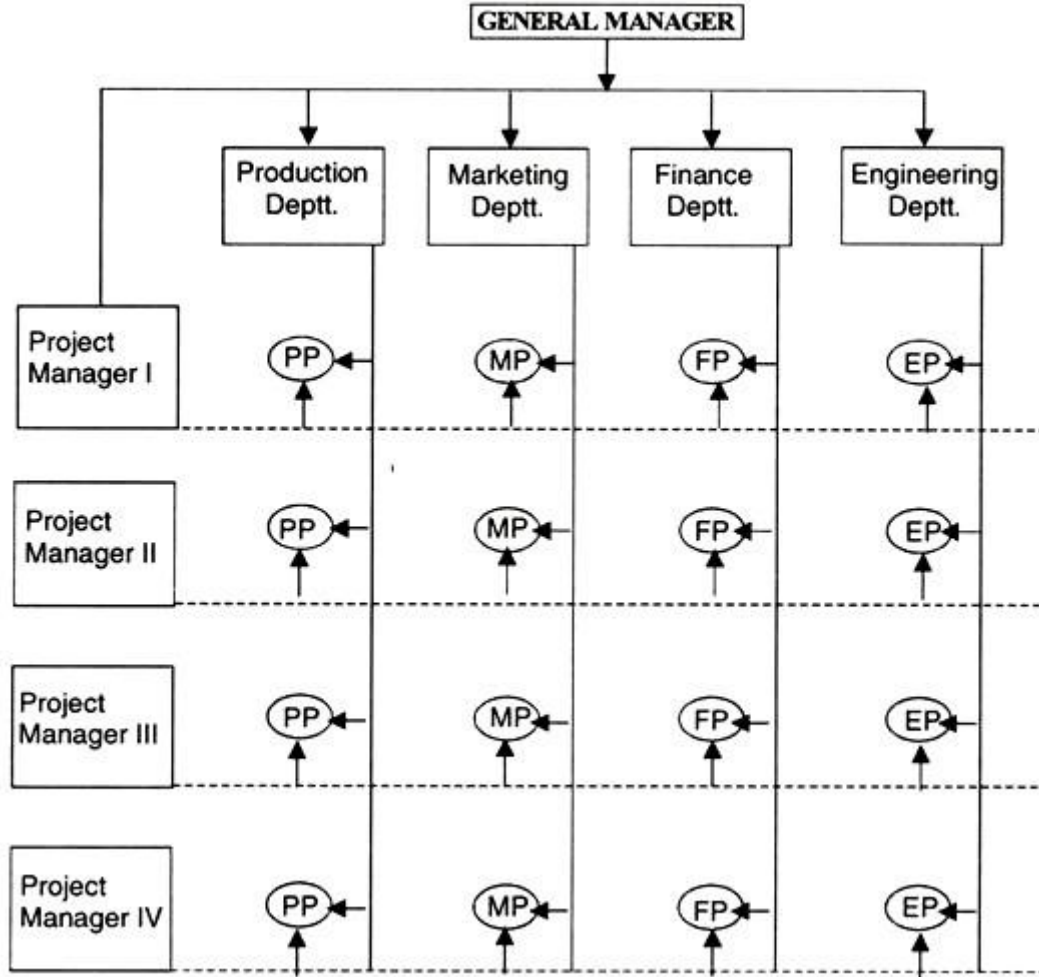 GENERAL MANAGER
Production
Deptt.
Marketing
Deptt.
Finance
Deptt.
Engineering
Deptt.
Project
Manager I
PP
MP
FP
EP
Project
Manager II
PP
MP
FP
EP
Project
Manager III
PP
MP
FP
EP
Project
Manager IV
PP
MP
FP
EP